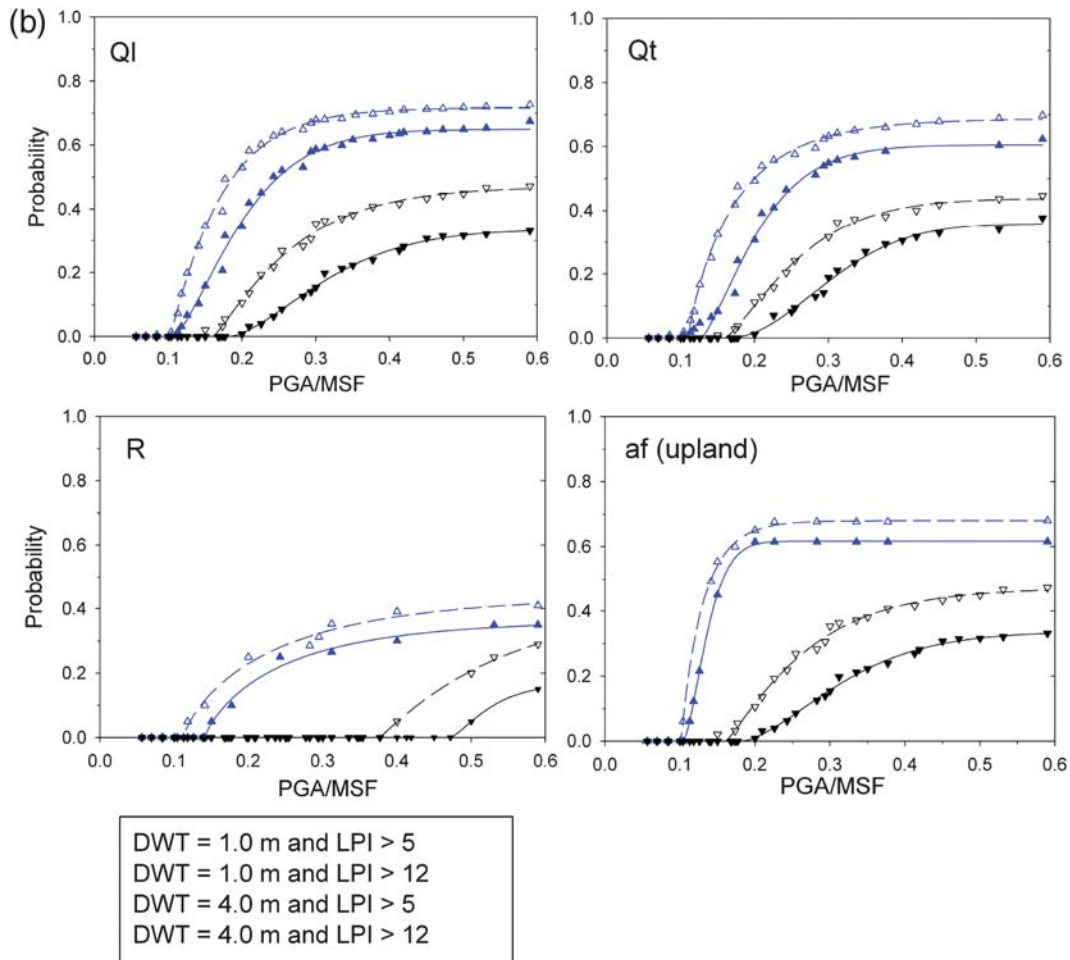 (b)
1.0
0.8
0.6
0.4
0.2
0.0
Probability
Ql
0.0 0.1 0.2 0.3 0.4 0.5 0.6
PGA/MSF
1.0
0.8
0.6
0.4
0.2
0.0
Qt
0.0 0.1 0.2 0.3 0.4 0.5 0.6
PGA/MSF
1.0
0.8
0.6
0.4
0.2
0.0
Probability
R
0.0 0.1 0.2 0.3 0.4 0.5 0.6
PGA/MSF
1.0
0.8
0.6
0.4
0.2
0.0
af (upland)
0.0 0.1 0.2 0.3 0.4 0.5 0.6
PGA/MSF
DWT = 1.0 m and LPI > 5
DWT = 1.0 m and LPI > 12
DWT = 4.0 m and LPI > 5
DWT = 4.0 m and LPI > 12